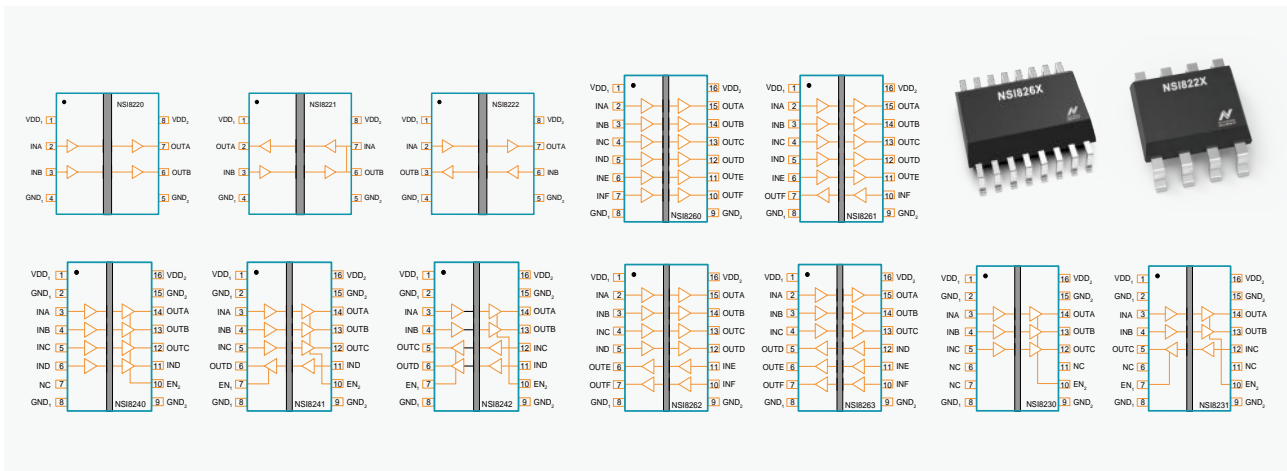 NSI8220
VDD₁ 1 8 VDD₂
INA 2 7 OUTA
INB 3 6 OUTB
GND₁ 4 5 GND₂
NSI8221
VDD₁ 1 8 VDD₂
OUTA 2 7 INA
INB 3 6 OUTB
GND₁ 4 5 GND₂
NSI8222
VDD₁ 1 8 VDD₂
INA 2 7 OUTA
OUTB 3 6 INB
GND₁ 4 5 GND₂
VDD₁ 1 16 VDD₂
INA 2 15 OUTA
INB 3 14 OUTB
INC 4 13 OUTC
IND 5 12 OUTD
INE 6 11 OUTE
INF 7 10 OUTF
GND₁ 8 9 GND₂
NSI8260
VDD₁ 1 16 VDD₂
INA 2 15 OUTA
INB 3 14 OUTB
INC 4 13 OUTC
IND 5 12 OUTD
INE 6 11 OUTE
OUTF 7 10 INF
GND₁ 8 9 GND₂
NSI8261
NSI826X
NSI822X
VDD₁ 1 16 VDD₂
GND₁ 2 15 GND₂
INA 3 14 OUTA
INB 4 13 OUTB
INC 5 12 OUTC
IND 6 11 IND
NC 7 10 EN₂
GND₁ 8 9 GND₂
NSI8240
VDD₁ 1 16 VDD₂
GND₁ 2 15 GND₂
INA 3 14 OUTA
INB 4 13 OUTB
INC 5 12 OUTC
OUTD 6 11 IND
EN₁ 7 10 EN₂
GND₁ 8 9 GND₂
NSI8241
VDD₁ 1 16 VDD₂
GND₁ 2 15 GND₂
INA 3 14 OUTA
INB 4 13 OUTB
OUTC 5 12 INC
OUTD 6 11 IND
EN₁ 7 10 EN₂
GND₁ 8 9 GND₂
NSI8242
VDD₁ 1 16 VDD₂
INA 2 15 OUTA
INB 3 14 OUTB
INC 4 13 OUTC
IND 5 12 OUTD
OUTE 6 11 INE
OUTF 7 10 INF
GND₁ 8 9 GND₂
NSI8262
VDD₁ 1 16 VDD₂
INA 2 15 OUTA
INB 3 14 OUTB
INC 4 13 OUTC
OUTD 5 12 IND
OUTE 6 11 INE
OUTF 7 10 INF
GND₁ 8 9 GND₂
NSI8263
VDD₁ 1 16 VDD₂
GND₁ 2 15 GND₂
INA 3 14 OUTA
INB 4 13 OUTB
INC 5 12 OUTC
NC 6 11 NC
NC 7 10 EN₂
GND₁ 8 9 GND₂
NSI8230
VDD₁ 1 16 VDD₂
GND₁ 2 15 GND₂
INA 3 14 OUTA
INB 4 13 OUTB
OUTC 5 12 INC
NC 6 11 NC
EN₁ 7 10 EN₂
GND₁ 8 9 GND₂
NSI8231